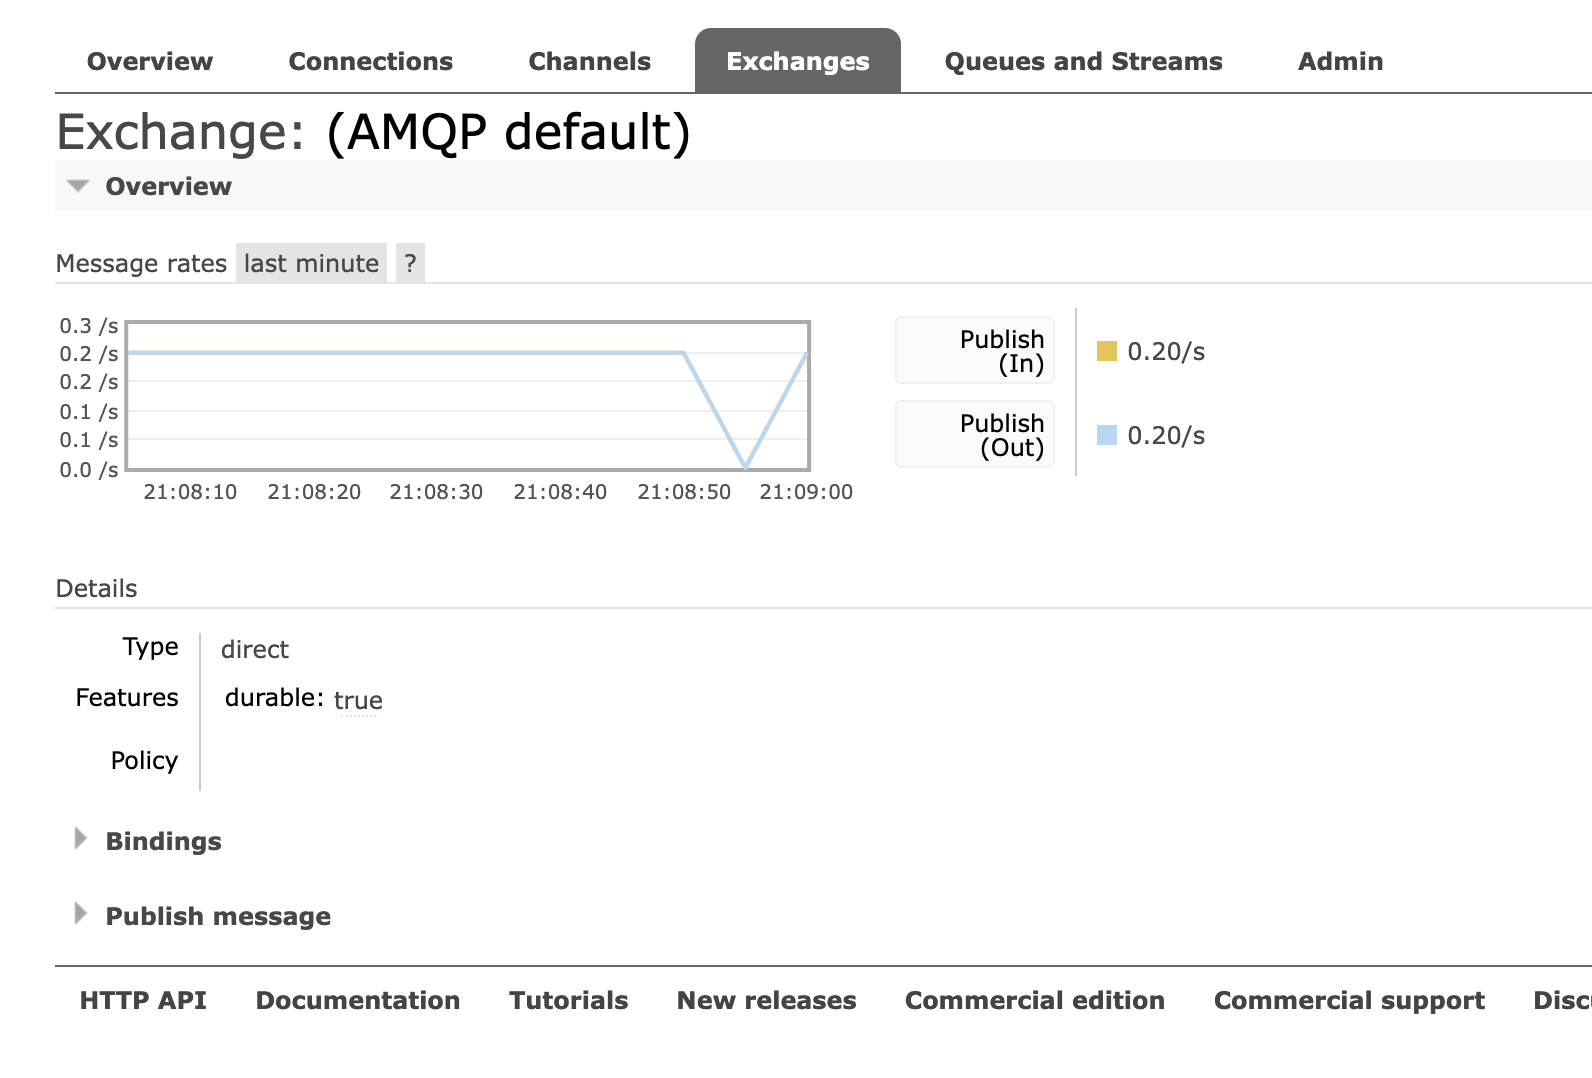 Overview Connections Channels Exchanges Queues and Streams Admin
Exchange: (AMQP default)
Overview
Message rates last minute ?
0.3 /s
0.2 /s
0.2 /s
0.1 /s
0.1 /s
0.0 /s
21:08:10 21:08:20 21:08:30 21:08:40 21:08:50 21:09:00
Publish
(In)
0.20/s
Publish
(Out)
0.20/s
Details
Type direct
Features durable: true
Policy
Bindings
Publish message
HTTP API Documentation Tutorials New releases Commercial edition Commercial support